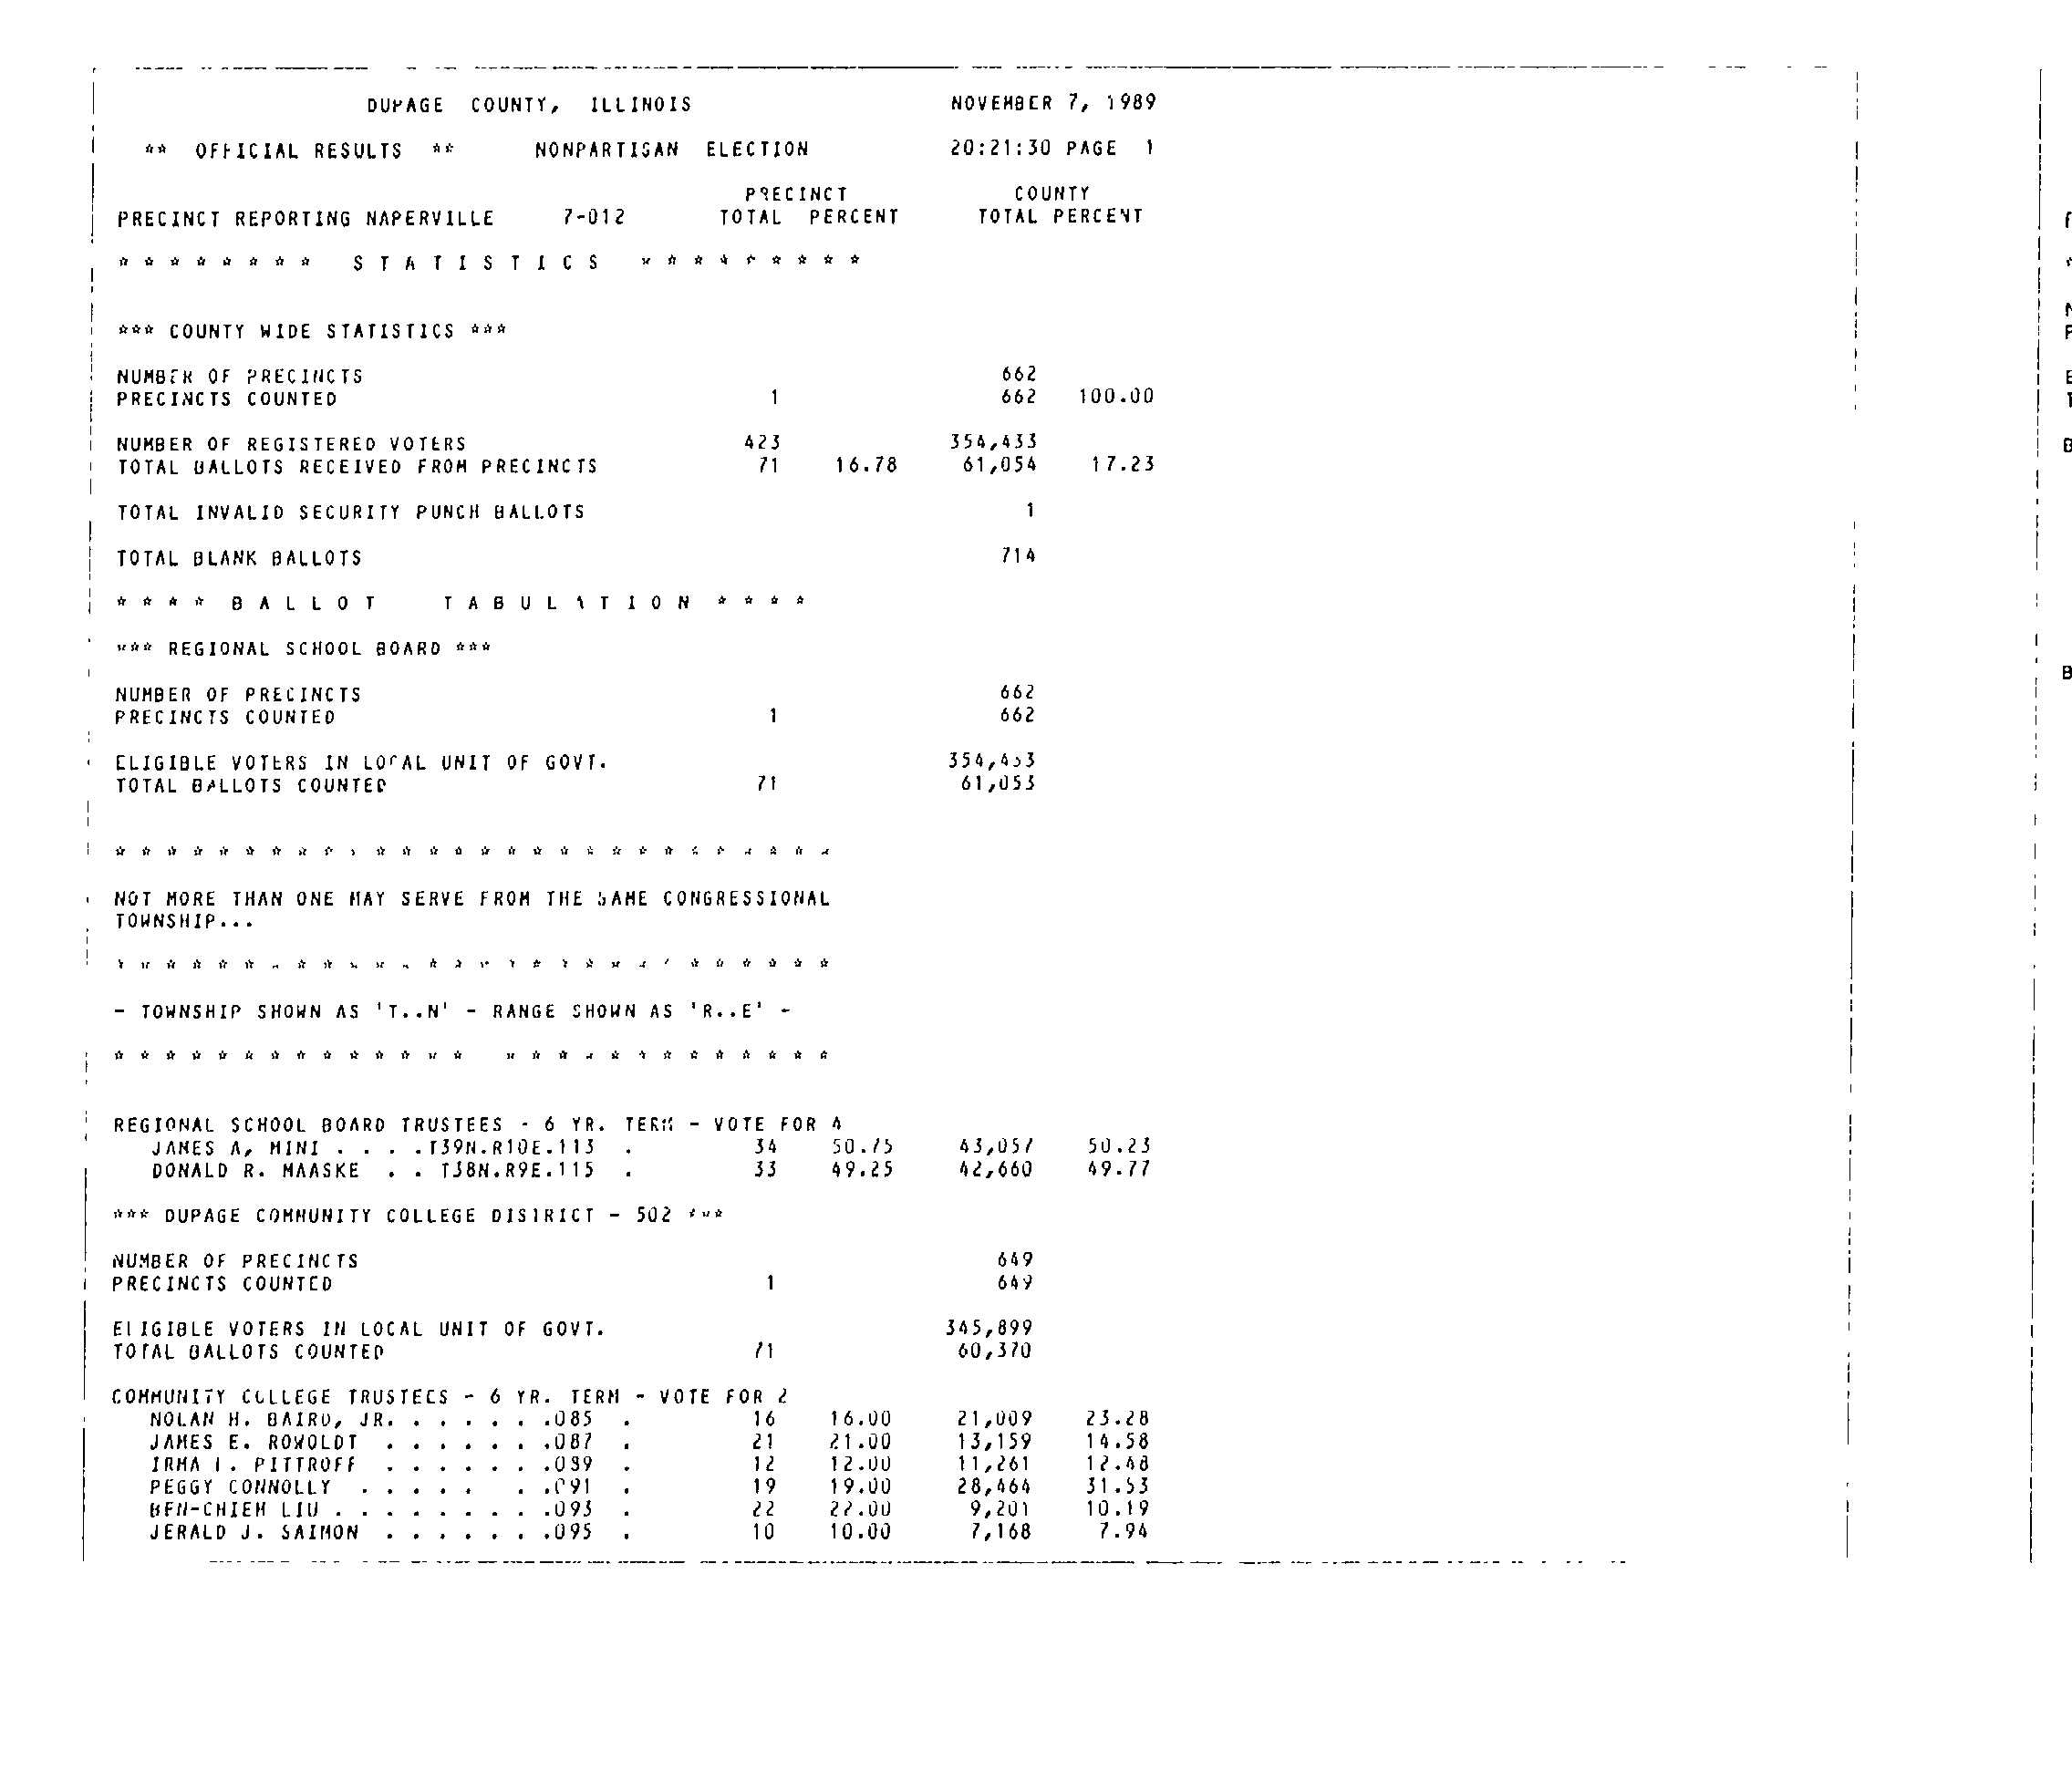 DUPAGE COUNTY, ILLINOIS NOVEMBER 7, 1989
** OFFICIAL RESULTS ** NONPARTISAN ELECTION 20:21:30 PAGE 1
PRECINCT COUNTY
PRECINCT REPORTING NAPERVILLE 7-012 TOTAL PERCENT TOTAL PERCENT
* * * * * * * * S T A T I S T I C S * * * * * * * * *
*** COUNTY WIDE STATISTICS ***
NUMBER OF PRECINCTS 662
PRECINCTS COUNTED 1 662 100.00
NUMBER OF REGISTERED VOTERS 423 354,433
TOTAL BALLOTS RECEIVED FROM PRECINCTS 71 16.78 61,054 17.23
TOTAL INVALID SECURITY PUNCH BALLOTS 1
TOTAL BLANK BALLOTS 714
* * * * B A L L O T T A B U L A T I O N * * * *
*** REGIONAL SCHOOL BOARD ***
NUMBER OF PRECINCTS 662
PRECINCTS COUNTED 1 662
ELIGIBLE VOTERS IN LOCAL UNIT OF GOVT. 354,433
TOTAL BALLOTS COUNTED 71 61,053
* * * * * * * * * * * * * * * * * * * * * * * * * * * *
NOT MORE THAN ONE MAY SERVE FROM THE SAME CONGRESSIONAL
TOWNSHIP...
* * * * * * * * * * * * * * * * * * * * * * * * * * * *
- TOWNSHIP SHOWN AS 'T..N' - RANGE SHOWN AS 'R..E' -
* * * * * * * * * * * * * * * * * * * * * * * * * * *
REGIONAL SCHOOL BOARD TRUSTEES - 6 YR. TERM - VOTE FOR 4
JAMES A. MINI . . . .T39N.R10E.113 . 34 50.75 43,057 50.23
DONALD R. MAASKE . . T38N.R9E.115 . 33 49.25 42,660 49.77
*** DUPAGE COMMUNITY COLLEGE DISTRICT - 502 ***
NUMBER OF PRECINCTS 649
PRECINCTS COUNTED 1 649
ELIGIBLE VOTERS IN LOCAL UNIT OF GOVT. 345,899
TOTAL BALLOTS COUNTED 71 60,370
COMMUNITY COLLEGE TRUSTEES - 6 YR. TERM - VOTE FOR 2
NOLAN H. BAIRD, JR. . . . . . .085 . 16 16.00 21,009 23.28
JAMES E. ROWOLDT . . . . . . .087 . 21 21.00 13,159 14.58
IRMA I. PITTROFF . . . . . . .089 . 12 12.00 11,261 12.48
PEGGY CONNOLLY . . . . . . .091 . 19 19.00 28,464 31.53
BEN-CHIEH LIU . . . . . . . . .093 . 22 22.00 9,201 10.19
JERALD J. SAIMON . . . . . . .095 . 10 10.00 7,168 7.94